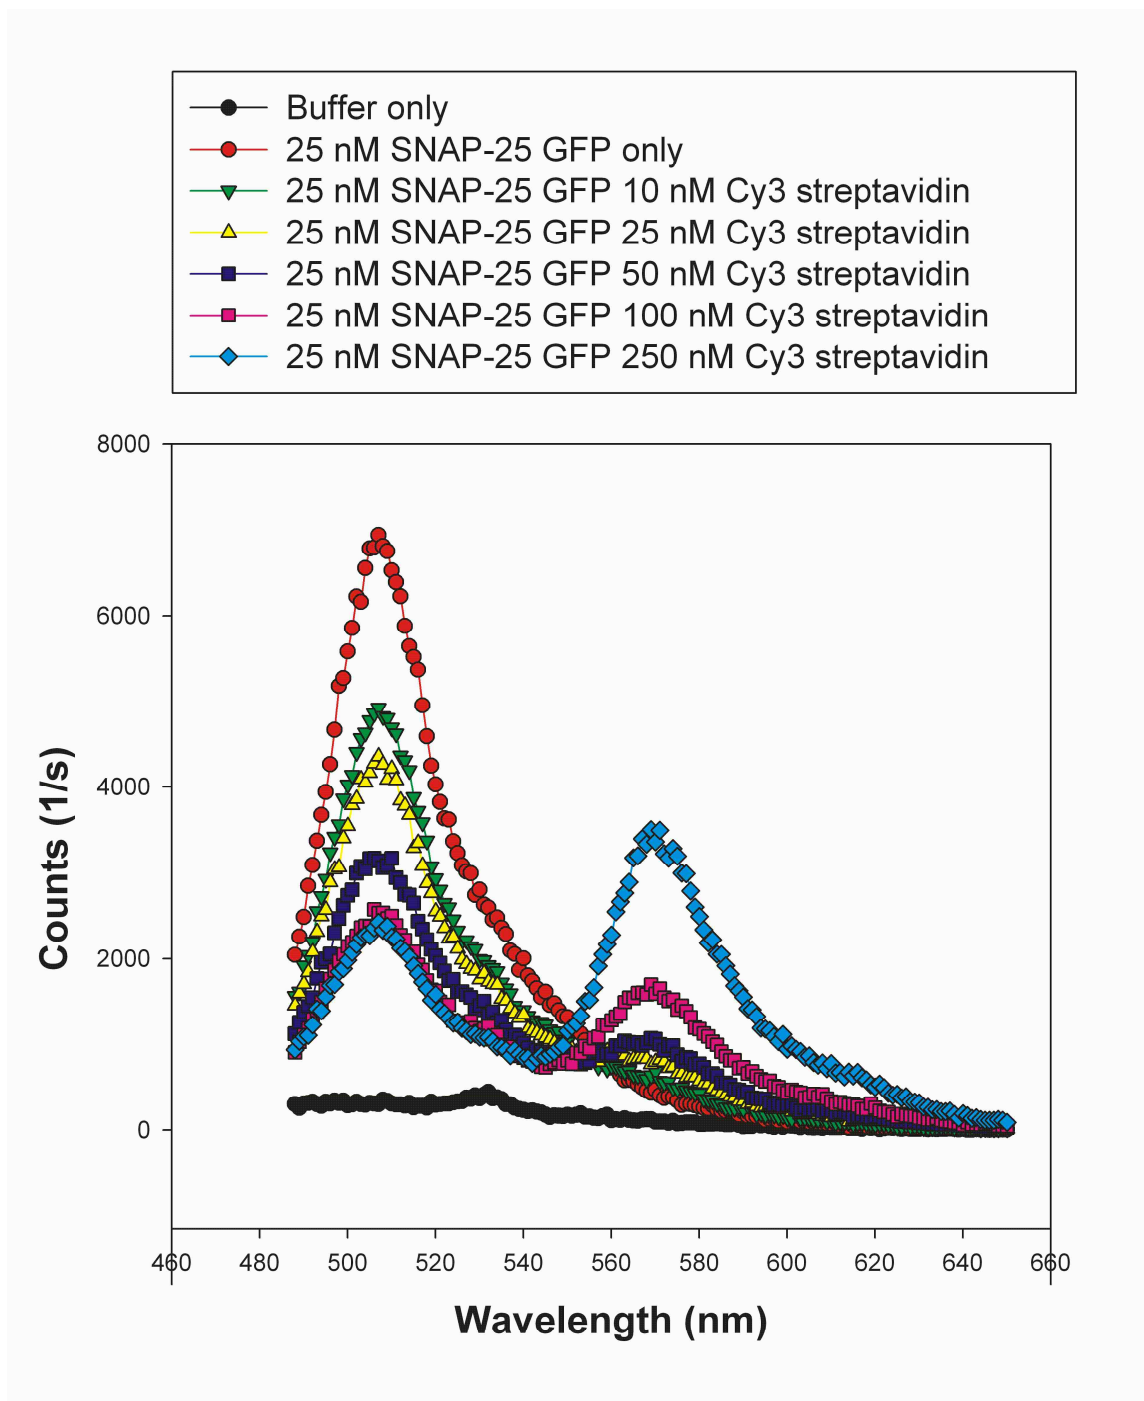 Buffer only
25 nM SNAP-25 GFP only
25 nM SNAP-25 GFP 10 nM Cy3 streptavidin
25 nM SNAP-25 GFP 25 nM Cy3 streptavidin
25 nM SNAP-25 GFP 50 nM Cy3 streptavidin
25 nM SNAP-25 GFP 100 nM Cy3 streptavidin
25 nM SNAP-25 GFP 250 nM Cy3 streptavidin
8000
6000
4000
2000
0
Counts (1/s)
460 480 500 520 540 560 580 600 620 640 660
Wavelength (nm)